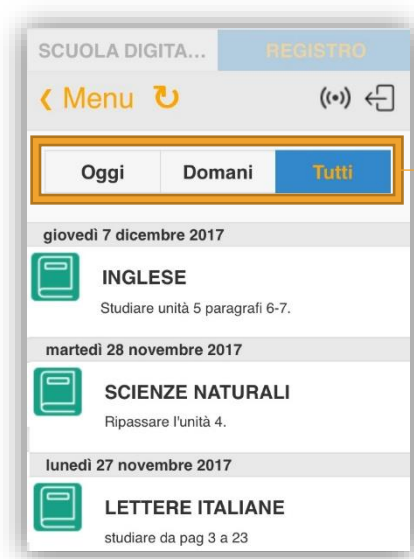 SCUOLA DIGITA... REGISTRO
Menu
Oggi Domani Tutti
giovedì 7 dicembre 2017
INGLESE
Studiare unità 5 paragrafi 6-7.
martedì 28 novembre 2017
SCIENZE NATURALI
Ripassare l'unità 4.
lunedì 27 novembre 2017
LETTERE ITALIANE
studiare da pag 3 a 23